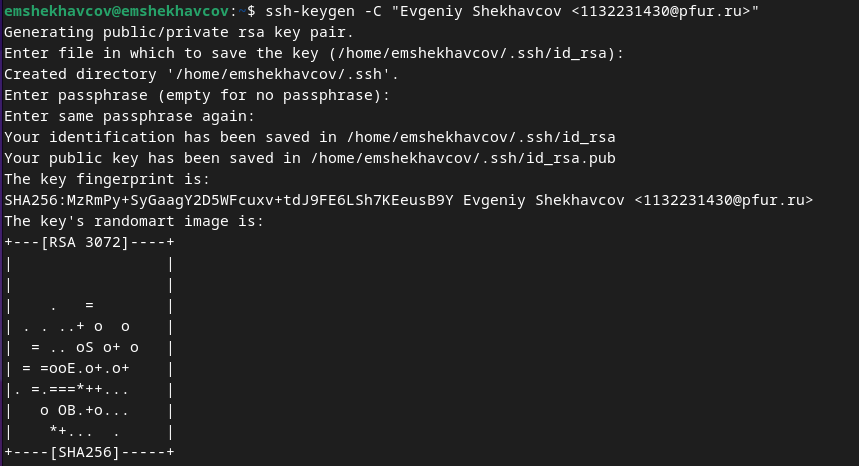 emshekhavcov@emshekhavcov:~$ ssh-keygen -C "Evgeniy Shekhavcov <1132231430@pfur.ru>"
Generating public/private rsa key pair.
Enter file in which to save the key (/home/emshekhavcov/.ssh/id_rsa):
Created directory '/home/emshekhavcov/.ssh'.
Enter passphrase (empty for no passphrase):
Enter same passphrase again:
Your identification has been saved in /home/emshekhavcov/.ssh/id_rsa
Your public key has been saved in /home/emshekhavcov/.ssh/id_rsa.pub
The key fingerprint is:
SHA256:MzRmPy+SyGaagY2D5WFcuxv+tdJ9FE6LSh7KEeusB9Y Evgeniy Shekhavcov <1132231430@pfur.ru>
The key's randomart image is:
+---[RSA 3072]----+
|                 |
|                 |
|    .   =        |
| . . ..+ o  o    |
|  = .. oS o+ o   |
| = =ooE.o+.o+    |
|. =.===*++...    |
|   o OB.+o...    |
|    *+...  .     |
+----[SHA256]-----+